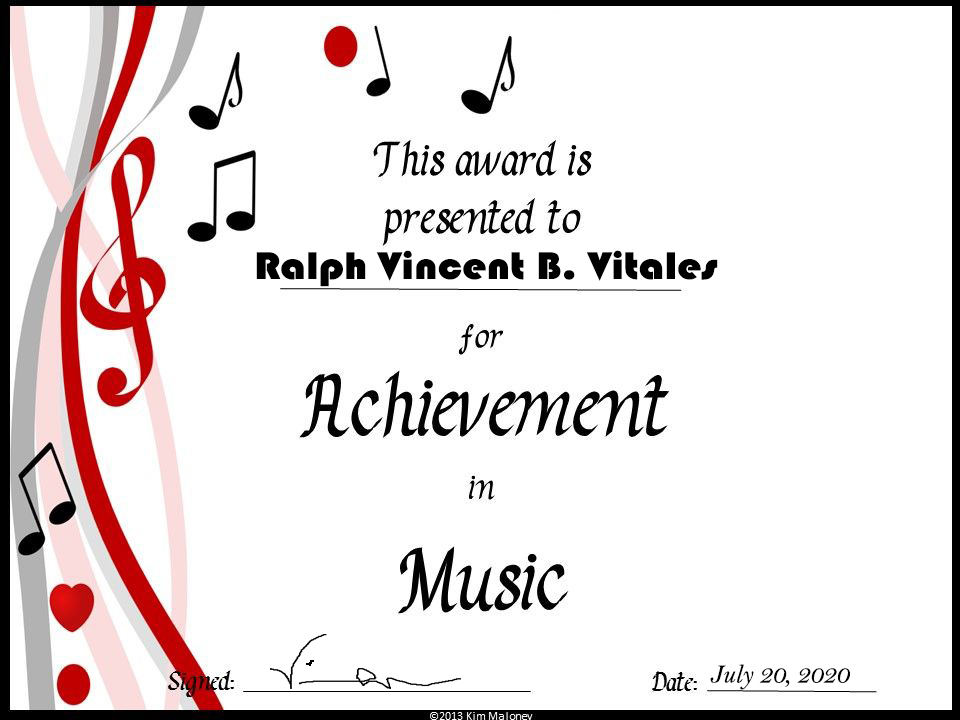 This award is
presented to
Ralph Vincent B. Vitales
for
Achievement
in
Music
Signed:
Date: July 20, 2020
©2013 Kim Maloney